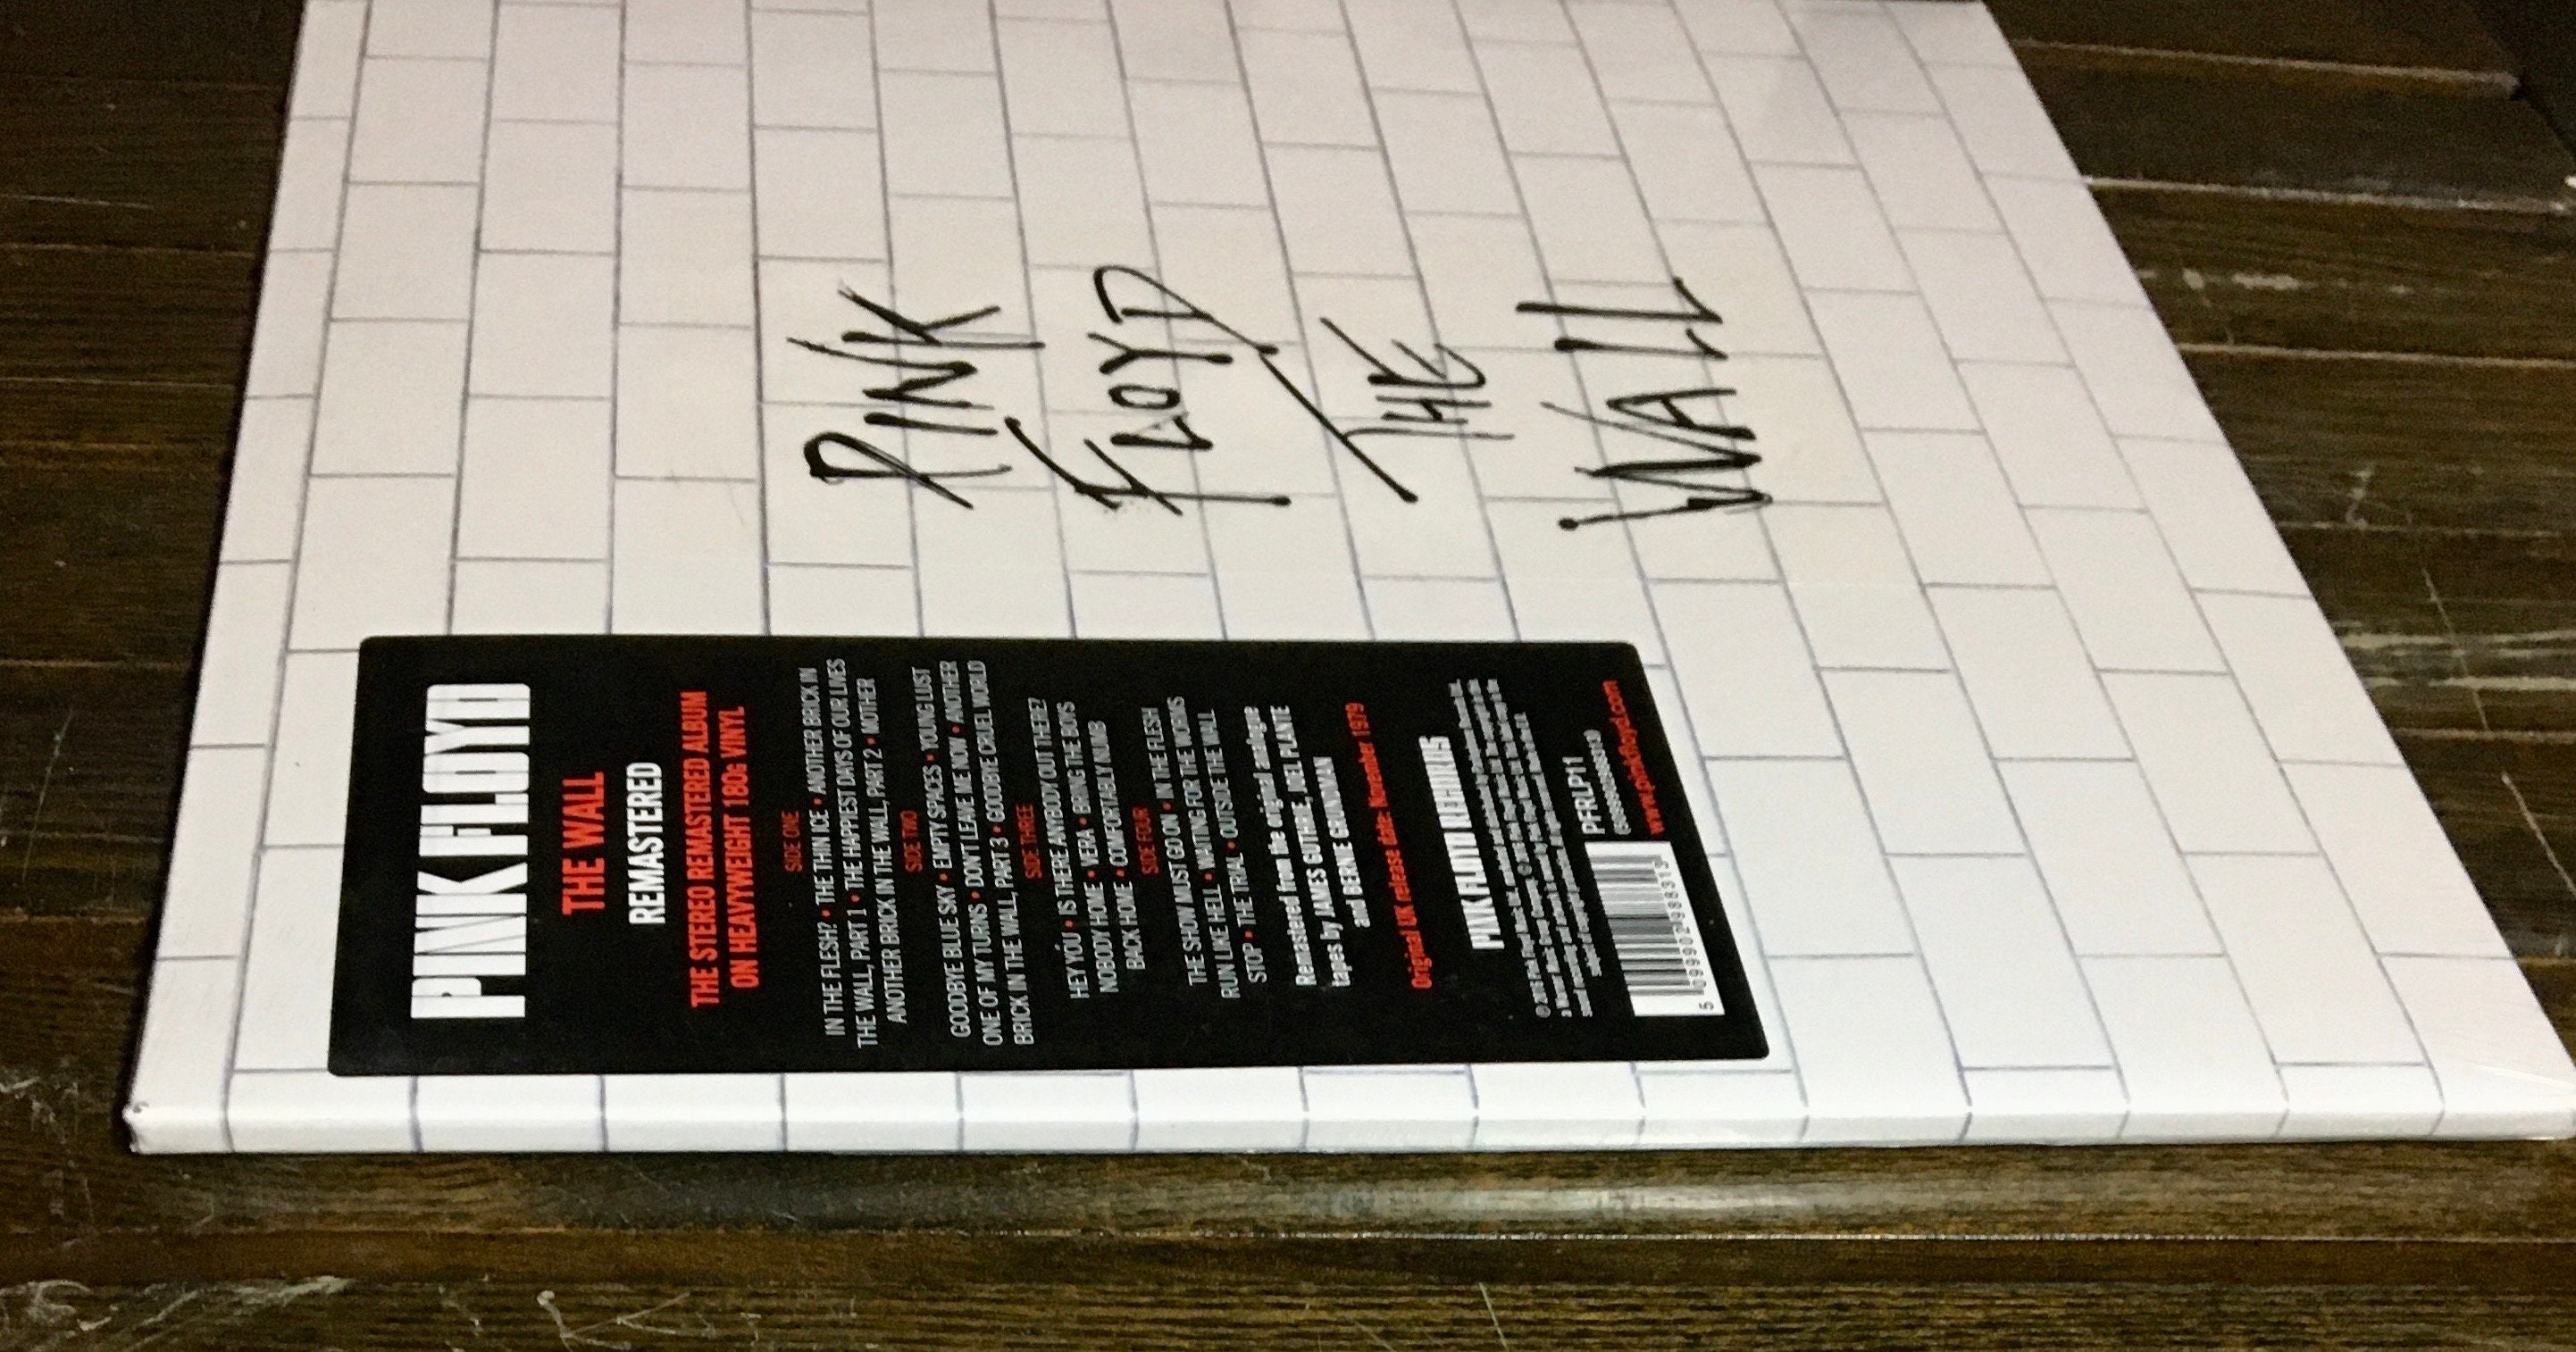 PINK
FLOYD
THE
WALL
PINK FLOYD
THE WALL
REMASTERED
THE STEREO REMASTERED ALBUM
ON HEAVYWEIGHT 180G VINYL
SIDE ONE
IN THE FLESH? • THE THIN ICE • ANOTHER BRICK IN
THE WALL, PART 1 • THE HAPPIEST DAYS OF OUR LIVES
ANOTHER BRICK IN THE WALL, PART 2 • MOTHER
SIDE TWO
GOODBYE BLUE SKY • EMPTY SPACES • YOUNG LUST
ONE OF MY TURNS • DON'T LEAVE ME NOW • ANOTHER
BRICK IN THE WALL, PART 3 • GOODBYE CRUEL WORLD
SIDE THREE
HEY YOU • IS THERE ANYBODY OUT THERE?
NOBODY HOME • VERA • BRING THE BOYS
BACK HOME • COMFORTABLY NUMB
SIDE FOUR
THE SHOW MUST GO ON • IN THE FLESH
RUN LIKE HELL • WAITING FOR THE WORMS
STOP • THE TRIAL • OUTSIDE THE WALL
Remastered from the original analogue
tapes by JAMES GUTHRIE, JOEL PLANTE
and BERNIE GRUNDMAN
Original UK release date: November 1979
PINK FLOYD RECORDS
PFRLP11
www.pinkfloyd.com
5 099902 988313